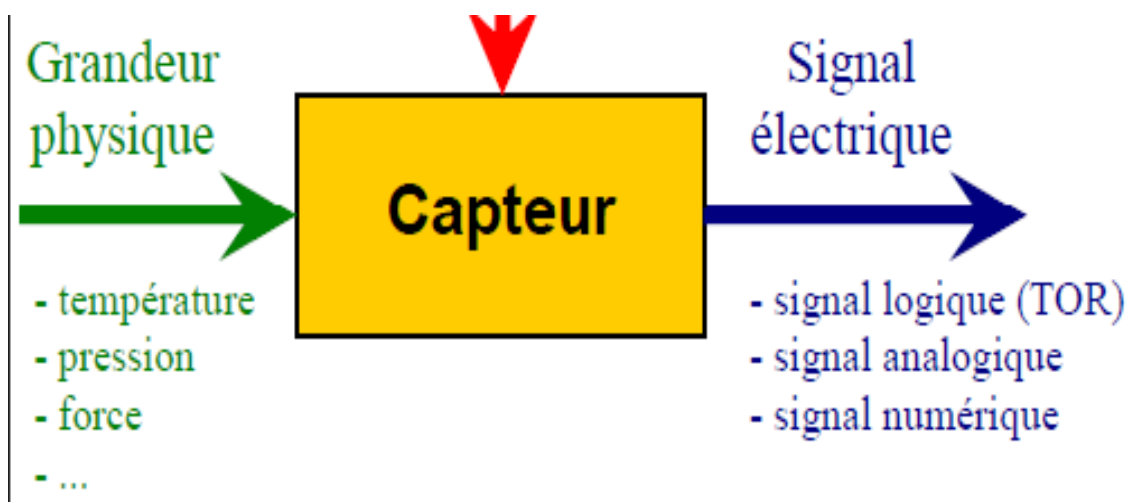 Grandeur
physique
Signal
électrique
Capteur
- température
- pression
- force
- ...
- signal logique (TOR)
- signal analogique
- signal numérique